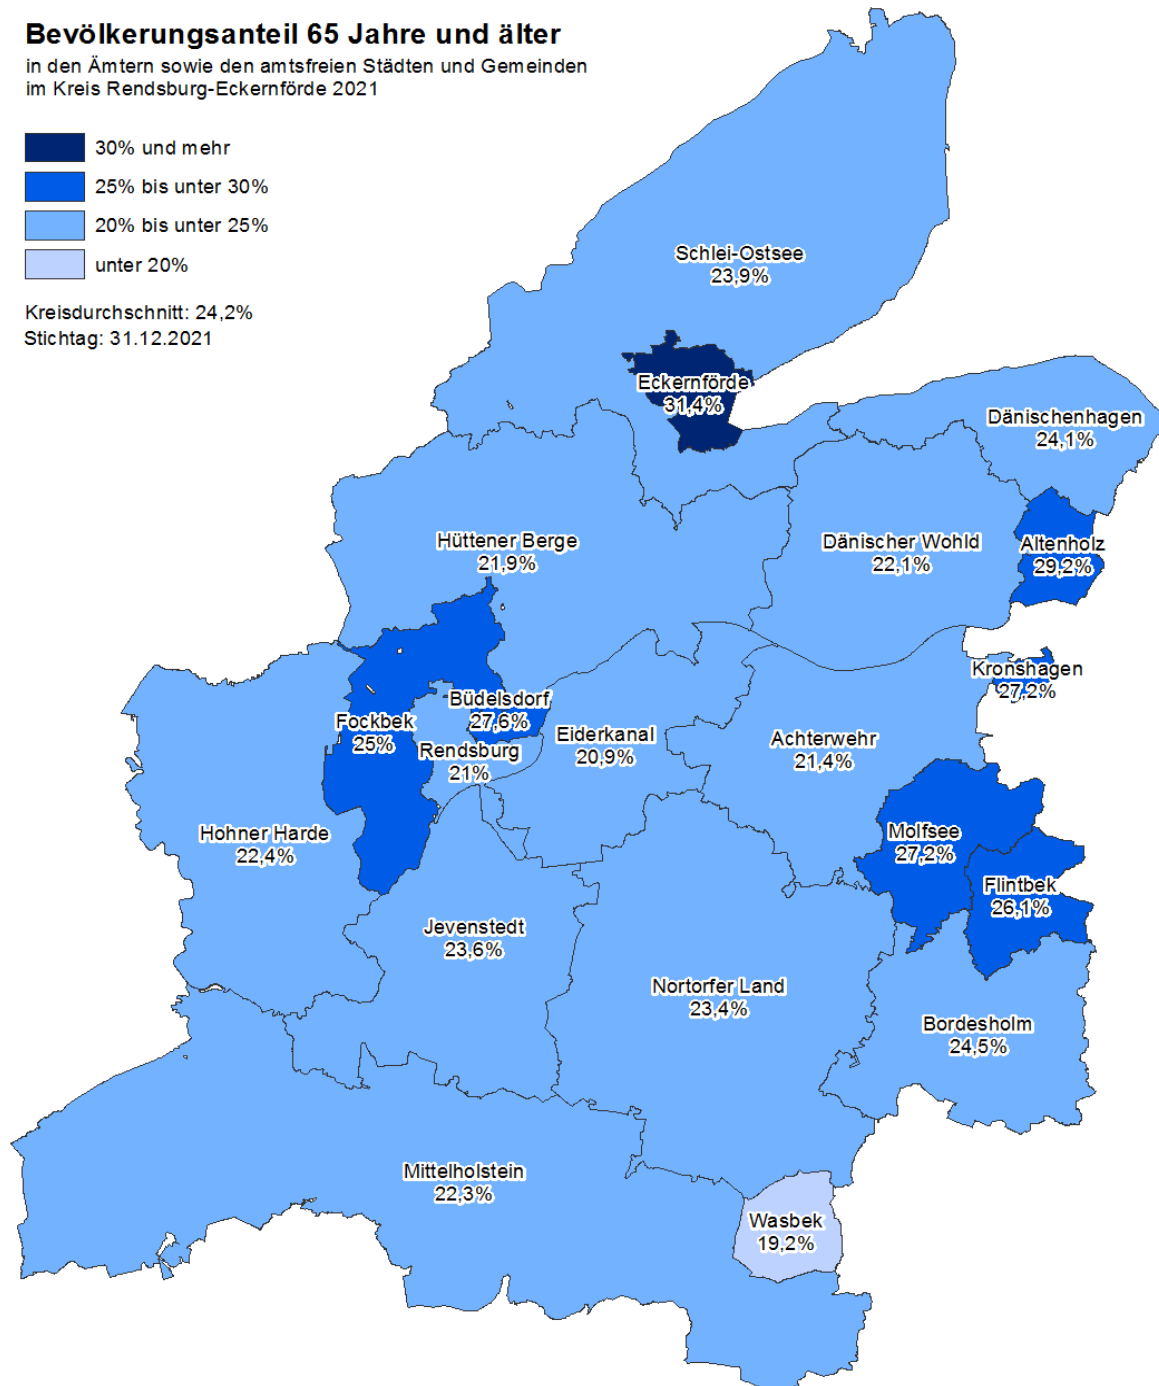 Bevölkerungsanteil 65 Jahre und älter
in den Ämtern sowie den amtsfreien Städten und Gemeinden
im Kreis Rendsburg-Eckernförde 2021
30% und mehr
25% bis unter 30%
20% bis unter 25%
unter 20%
Kreisdurchschnitt: 24,2%
Stichtag: 31.12.2021
Schlei-Ostsee
23,9%
Eckernförde
31,4%
Dänischenhagen
24,1%
Hüttener Berge
21,9%
Dänischer Wohld
22,1%
Altenholz
29,2%
Kronshagen
27,2%
Büdelsdorf
27,6%
Fockbek
25%
Rendsburg
21%
Eiderkanal
20,9%
Achterwehr
21,4%
Hohner Harde
22,4%
Molfsee
27,2%
Flintbek
26,1%
Jevenstedt
23,6%
Nortorfer Land
23,4%
Bordesholm
24,5%
Mittelholstein
22,3%
Wasbek
19,2%